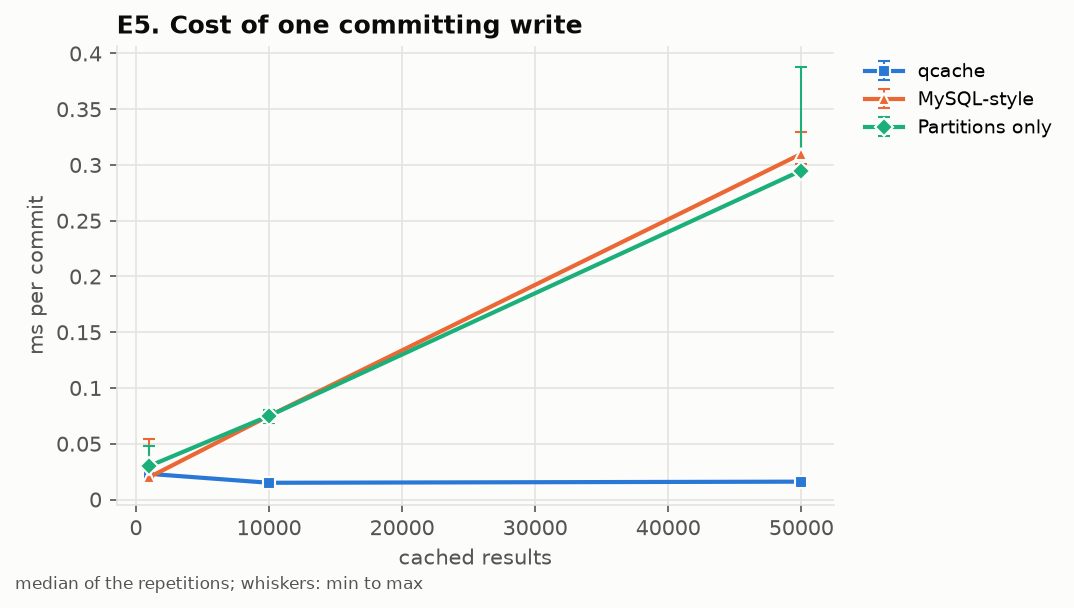 E5. Cost of one committing write
0.4
0.35
0.3
0.25
0.2
0.15
0.1
0.05
0
ms per commit
0 10000 20000 30000 40000 50000
cached results
qcache
MySQL-style
Partitions only
median of the repetitions; whiskers: min to max